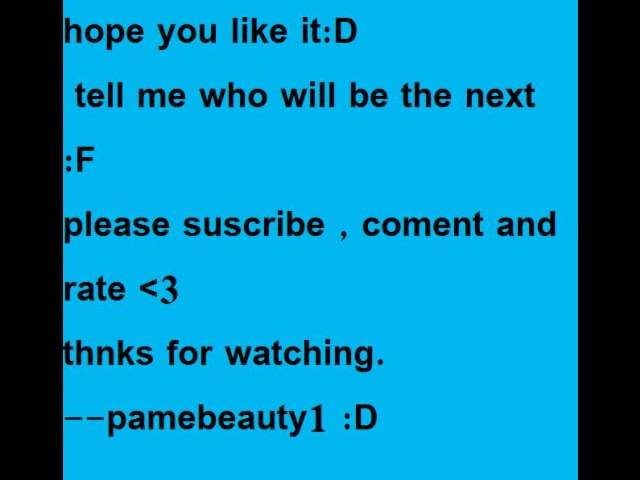 hope you like it:D
tell me who will be the next
:F
please suscribe , coment and
rate <3
thnks for watching.
--pamebeauty1 :D